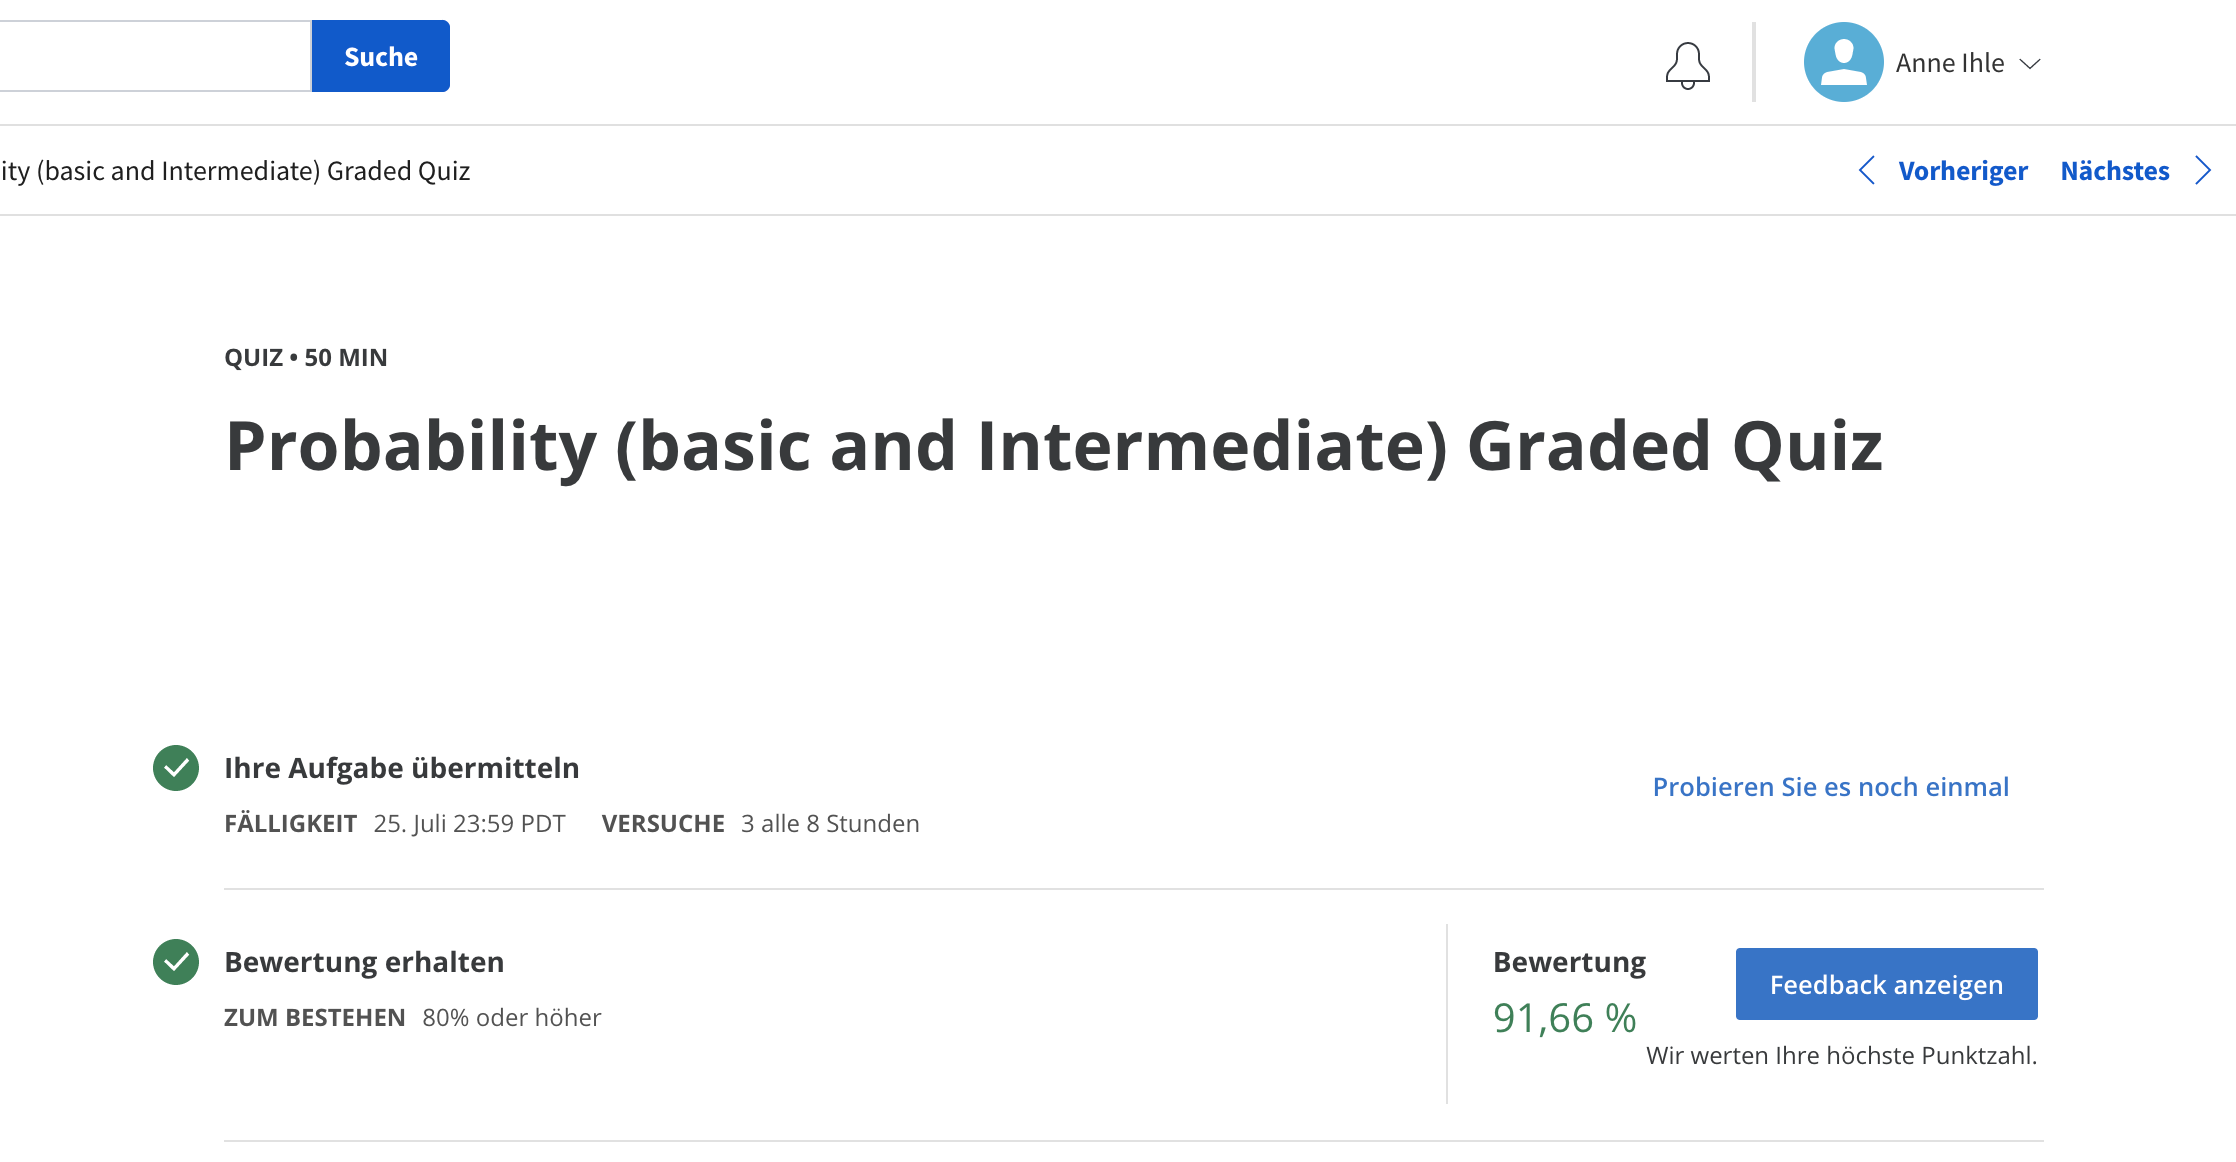 Suche
Anne Ihle
ity (basic and Intermediate) Graded Quiz
Vorheriger Nächstes
QUIZ • 50 MIN
Probability (basic and Intermediate) Graded Quiz
Ihre Aufgabe übermitteln
Probieren Sie es noch einmal
FÄLLIGKEIT 25. Juli 23:59 PDT VERSUCHE 3 alle 8 Stunden
Bewertung erhalten
ZUM BESTEHEN 80% oder höher
Bewertung
91,66 %
Feedback anzeigen
Wir werten Ihre höchste Punktzahl.